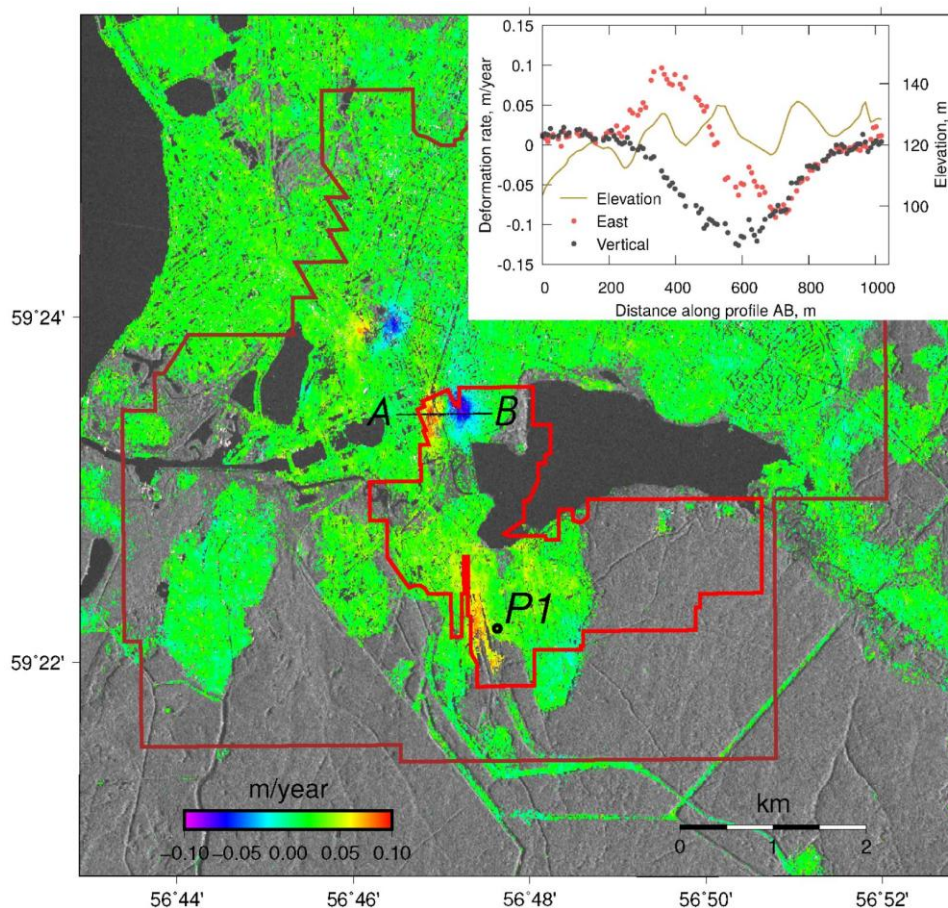 0.1
0.05
0
-0.05
-0.1
-0.15
Deformation rate, m/year
140
120
100
Elevation, m
Elevation
East
Vertical
0 200 400 600 800 1000
Distance along profile AB, m
59°24'
A B
P1
59°22'
m/year
−0.10 −0.05 0.00 0.05 0.10
km
0 1 2
56°44' 56°46' 56°48' 56°50' 56°52'
0.15